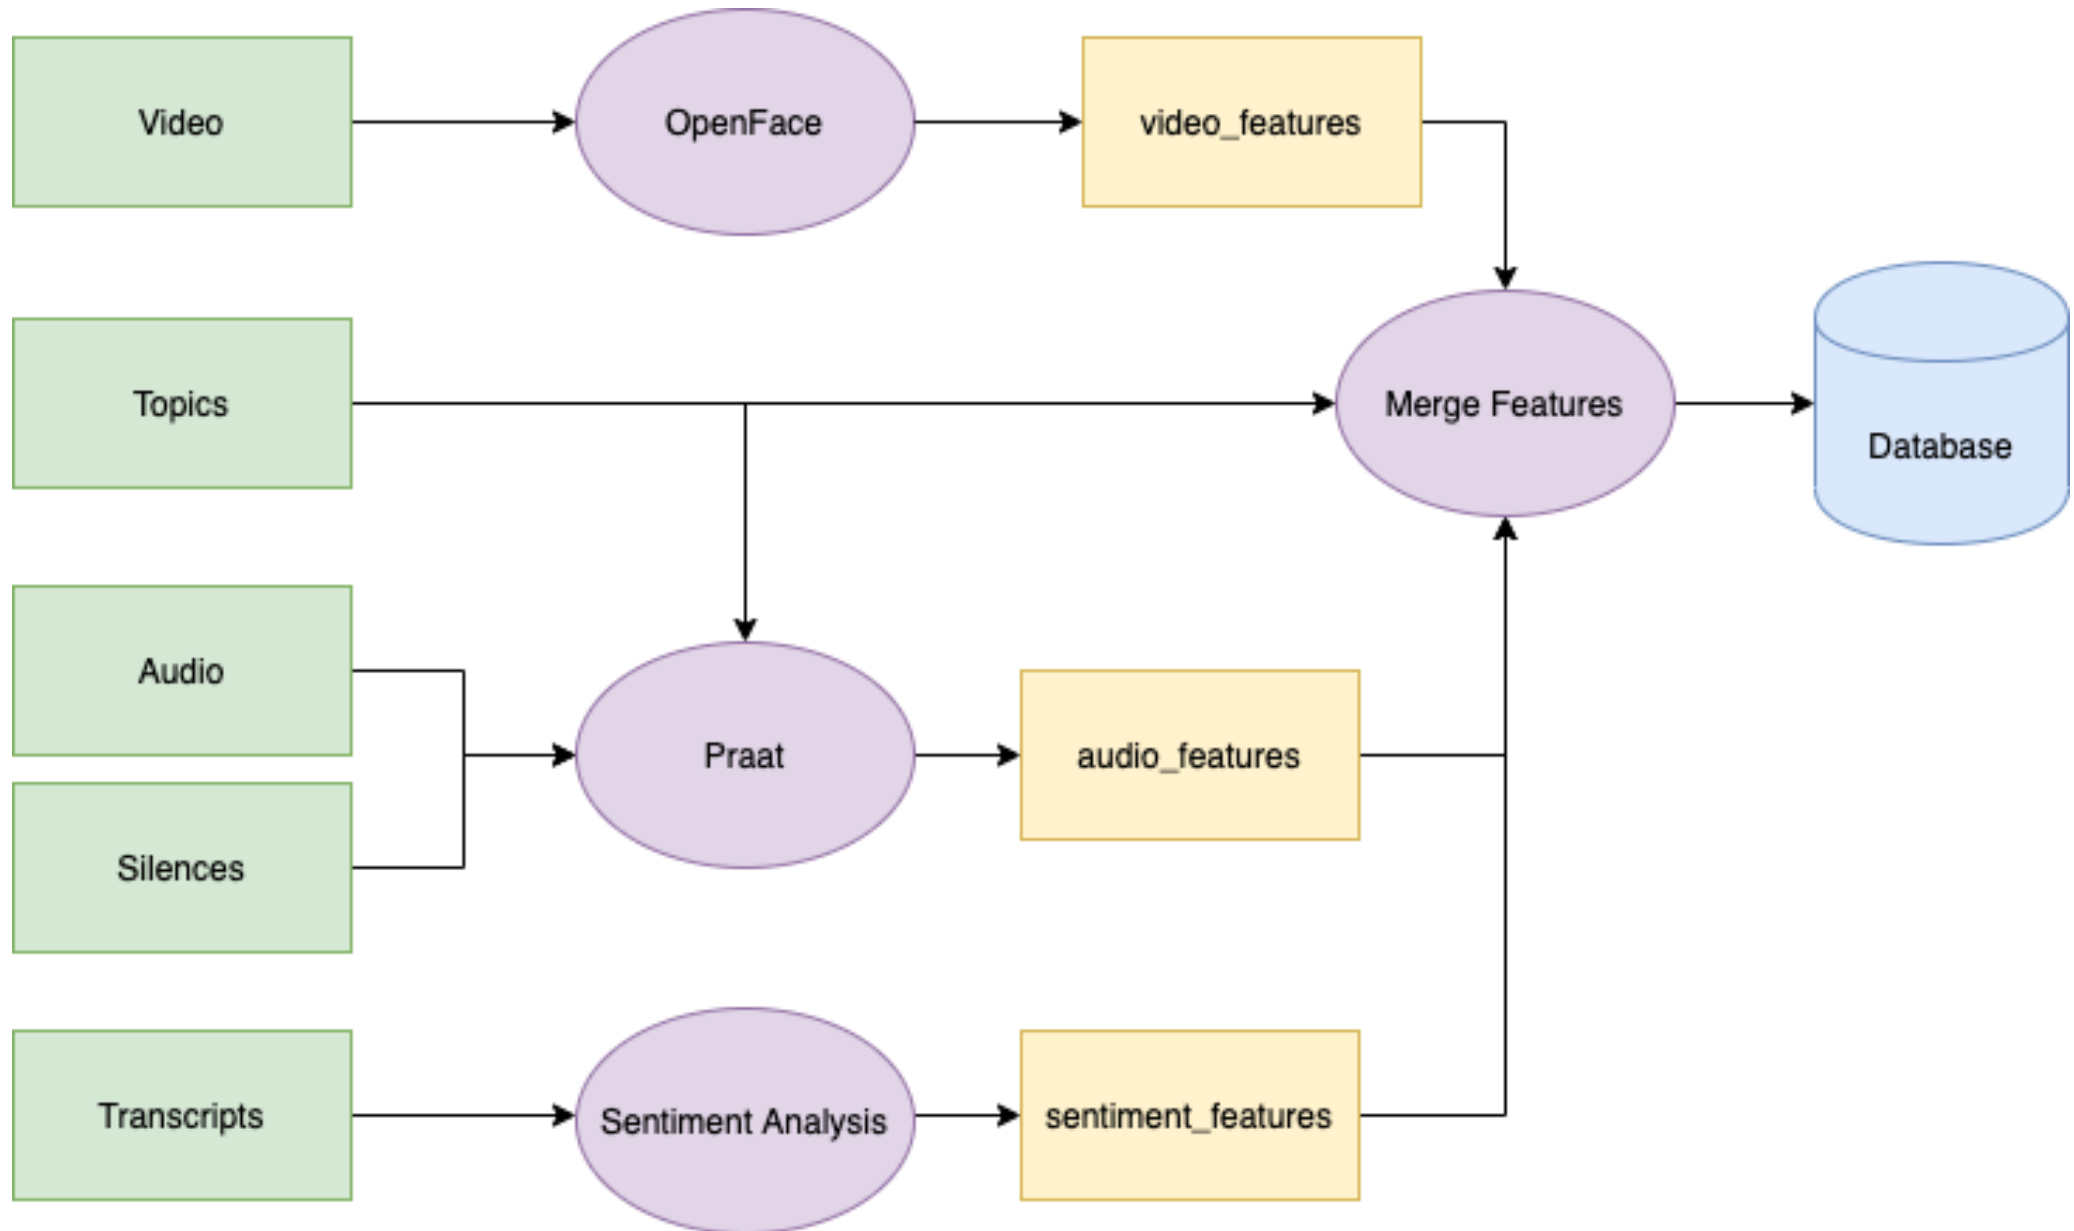 Video
OpenFace
video_features
Topics
Merge Features
Database
Audio
Praat
audio_features
Silences
Transcripts
Sentiment Analysis
sentiment_features